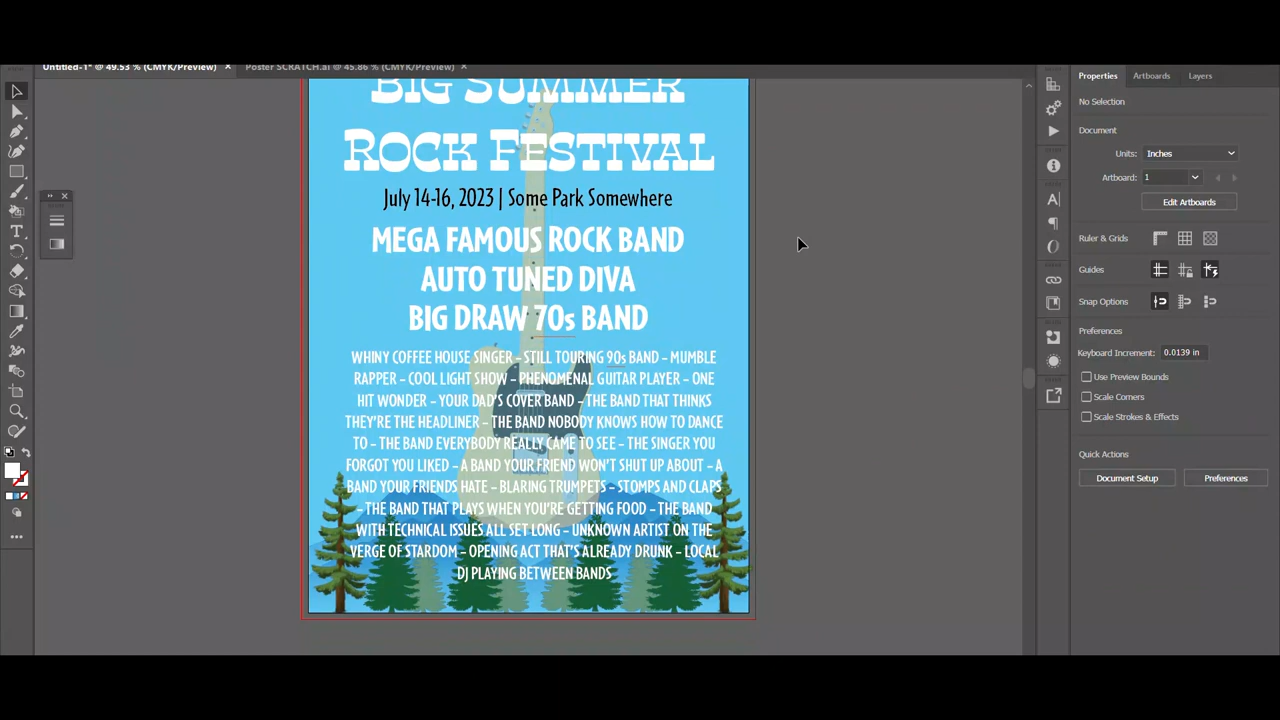 Untitled-1* @ 49.53 % (CMYK/Preview) × Poster SCRATCH.ai @ 45.86 % (CMYK/Preview) ×
BIG SUMMER
ROCK FESTIVAL
July 14-16, 2023 | Some Park Somewhere
MEGA FAMOUS ROCK BAND
AUTO TUNED DIVA
BIG DRAW 70s BAND
WHINY COFFEE HOUSE SINGER – STILL TOURING 90s BAND – MUMBLE
RAPPER – COOL LIGHT SHOW – PHENOMENAL GUITAR PLAYER – ONE
HIT WONDER – YOUR DAD'S COVER BAND – THE BAND THAT THINKS
THEY'RE THE HEADLINER – THE BAND NOBODY KNOWS HOW TO DANCE
TO – THE BAND EVERYBODY REALLY CAME TO SEE – THE SINGER YOU
FORGOT YOU LIKED – A BAND YOUR FRIEND WON'T SHUT UP ABOUT – A
BAND YOUR FRIENDS HATE – BLARING TRUMPETS – STOMPS AND CLAPS
– THE BAND THAT PLAYS WHEN YOU'RE GETTING FOOD – THE BAND
WITH TECHNICAL ISSUES ALL SET LONG – UNKNOWN ARTIST ON THE
VERGE OF STARDOM – OPENING ACT THAT'S ALREADY DRUNK – LOCAL
DJ PLAYING BETWEEN BANDS
Properties Artboards Layers
No Selection
Document
Units: Inches
Artboard: 1
Edit Artboards
Ruler & Grids
Guides
Snap Options
Preferences
Keyboard Increment: 0.0139 in
Use Preview Bounds
Scale Corners
Scale Strokes & Effects
Quick Actions
Document Setup Preferences